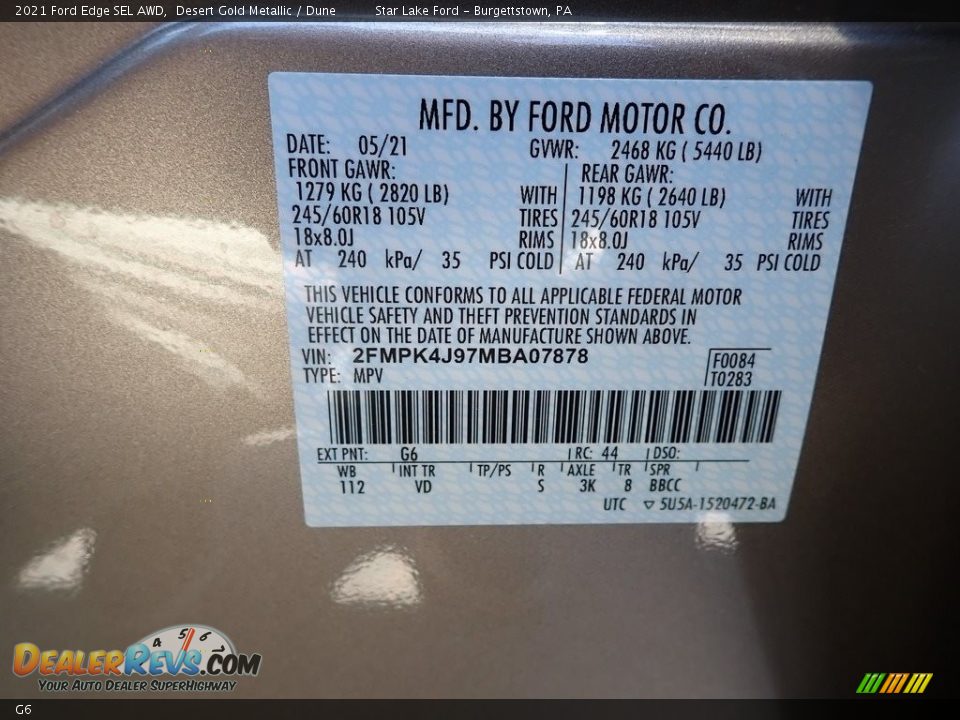 2021 Ford Edge SEL AWD,  Desert Gold Metallic / Dune        Star Lake Ford - Burgettstown, PA
MFD. BY FORD MOTOR CO.
DATE: 05/21 GVWR: 2468 KG ( 5440 LB)
FRONT GAWR: REAR GAWR:
1279 KG ( 2820 LB) WITH 1198 KG ( 2640 LB) WITH
245/60R18 105V TIRES 245/60R18 105V TIRES
18x8.0J RIMS 18x8.0J RIMS
AT 240 kPa/ 35 PSI COLD AT 240 kPa/ 35 PSI COLD
THIS VEHICLE CONFORMS TO ALL APPLICABLE FEDERAL MOTOR
VEHICLE SAFETY AND THEFT PREVENTION STANDARDS IN
EFFECT ON THE DATE OF MANUFACTURE SHOWN ABOVE.
VIN: 2FMPK4J97MBA07878 F0084
TYPE: MPV T0283
EXT PNT: G6 RC: 44 DSO:
WB INT TR TP/PS R AXLE TR SPR
112 VD S 3K 8 BBCC
UTC ▽ 5U5A-1520472-BA
4 5 6
DEALERREVS.COM
YOUR AUTO DEALER SUPERHIGHWAY
G6